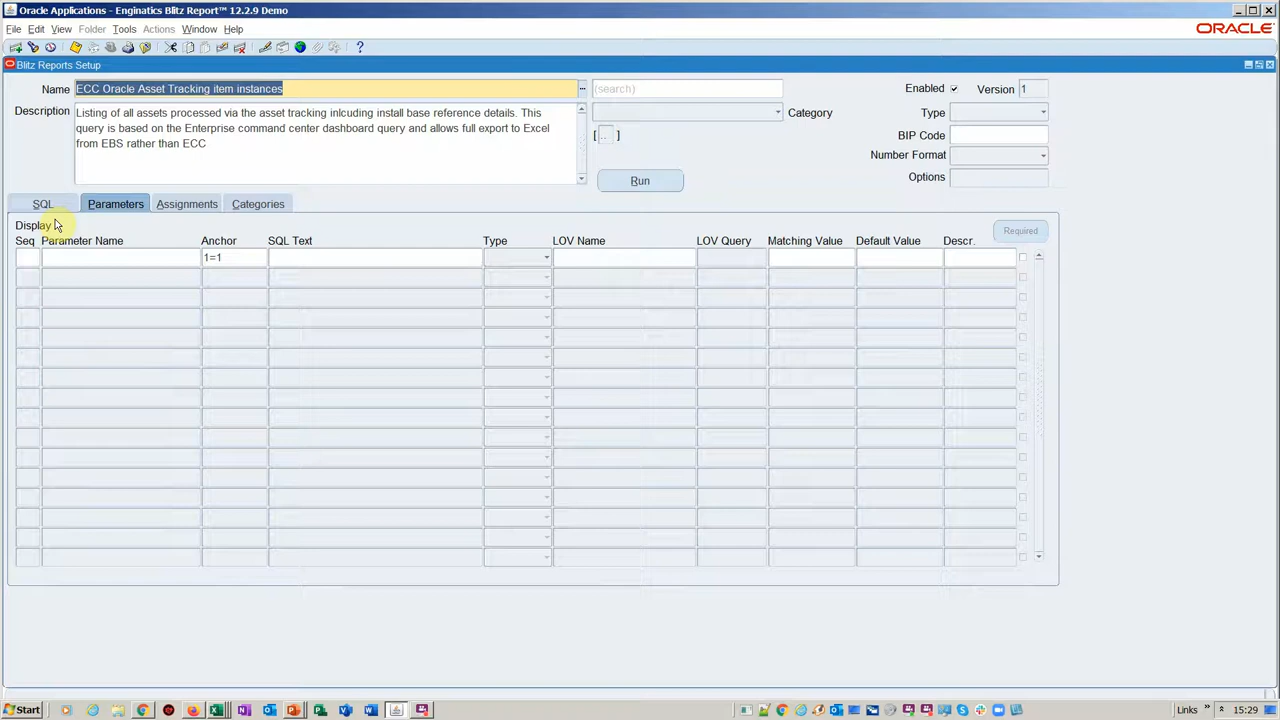 Oracle Applications - Enginatics Blitz Report™ 12.2.9 Demo
File Edit View Folder Tools Actions Window Help
ORACLE
Blitz Reports Setup
Name ECC Oracle Asset Tracking item instances (search) Enabled Version 1
Description Listing of all assets processed via the asset tracking inlcuding install base reference details. This Category Type
query is based on the Enterprise command center dashboard query and allows full export to Excel [ .. ] BIP Code
from EBS rather than ECC
Number Format
Run Options
SQL Parameters Assignments Categories
Display Required
Seq Parameter Name Anchor SQL Text Type LOV Name LOV Query Matching Value Default Value Descr.
1=1
Start Links 15:29